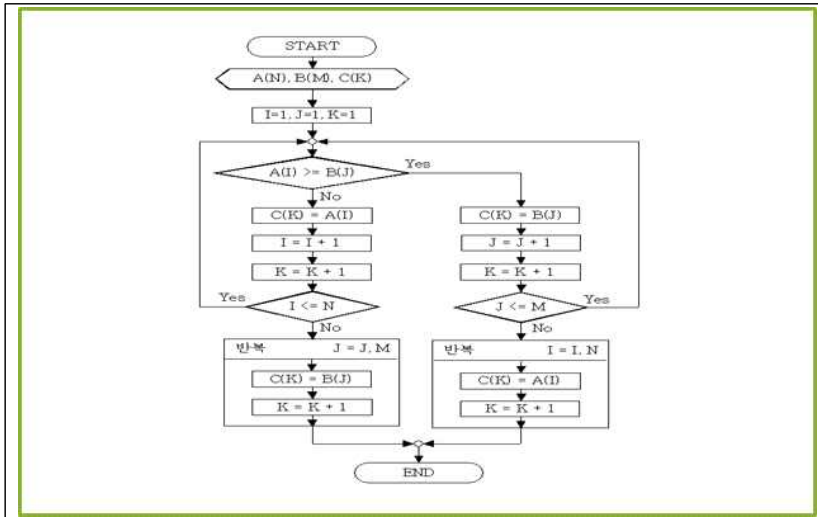 START
A(N), B(M), C(K)
I=1, J=1, K=1
A(I) >= B(J)
Yes
No
C(K) = A(I)
I = I + 1
K = K + 1
Yes
I <= N
No
반복 J = J, M
C(K) = B(J)
K = K + 1
C(K) = B(J)
J = J + 1
K = K + 1
J <= M
Yes
No
반복 I = I, N
C(K) = A(I)
K = K + 1
END